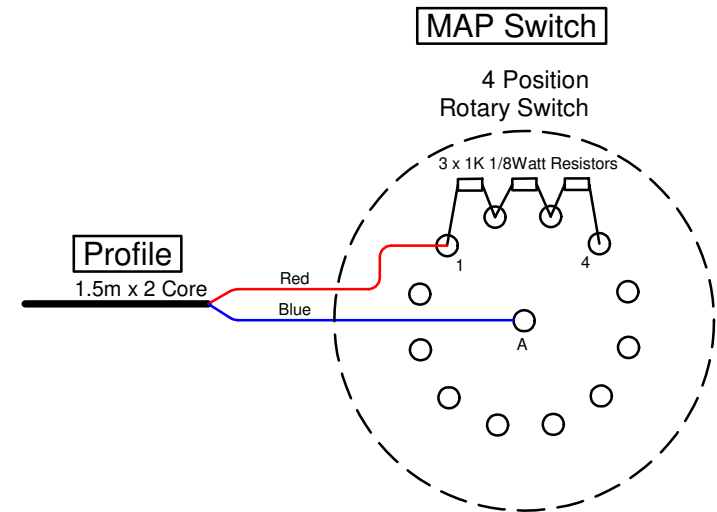 MAP Switch
4 Position
Rotary Switch
3 x 1K 1/8Watt Resistors
1
4
Profile
1.5m x 2 Core
Red
Blue
A